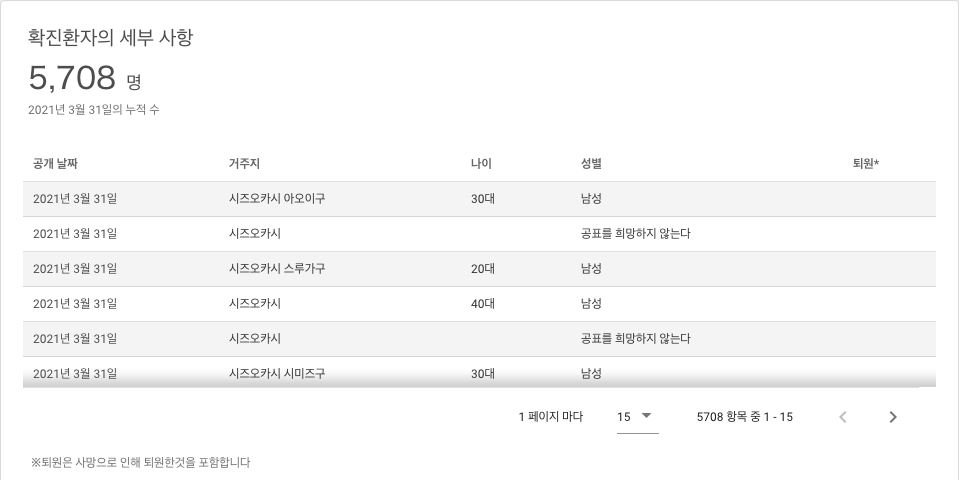 확진환자의 세부 사항
5,708 명
2021년 3월 31일의 누적 수
공개 날짜 거주지 나이 성별 퇴원*
2021년 3월 31일 시즈오카시 아오이구 30대 남성
2021년 3월 31일 시즈오카시 공표를 희망하지 않는다
2021년 3월 31일 시즈오카시 스루가구 20대 남성
2021년 3월 31일 시즈오카시 40대 남성
2021년 3월 31일 시즈오카시 공표를 희망하지 않는다
2021년 3월 31일 시즈오카시 시미즈구 30대 남성
1 페이지 마다 15 5708 항목 중 1 - 15
※퇴원은 사망으로 인해 퇴원한것을 포함합니다